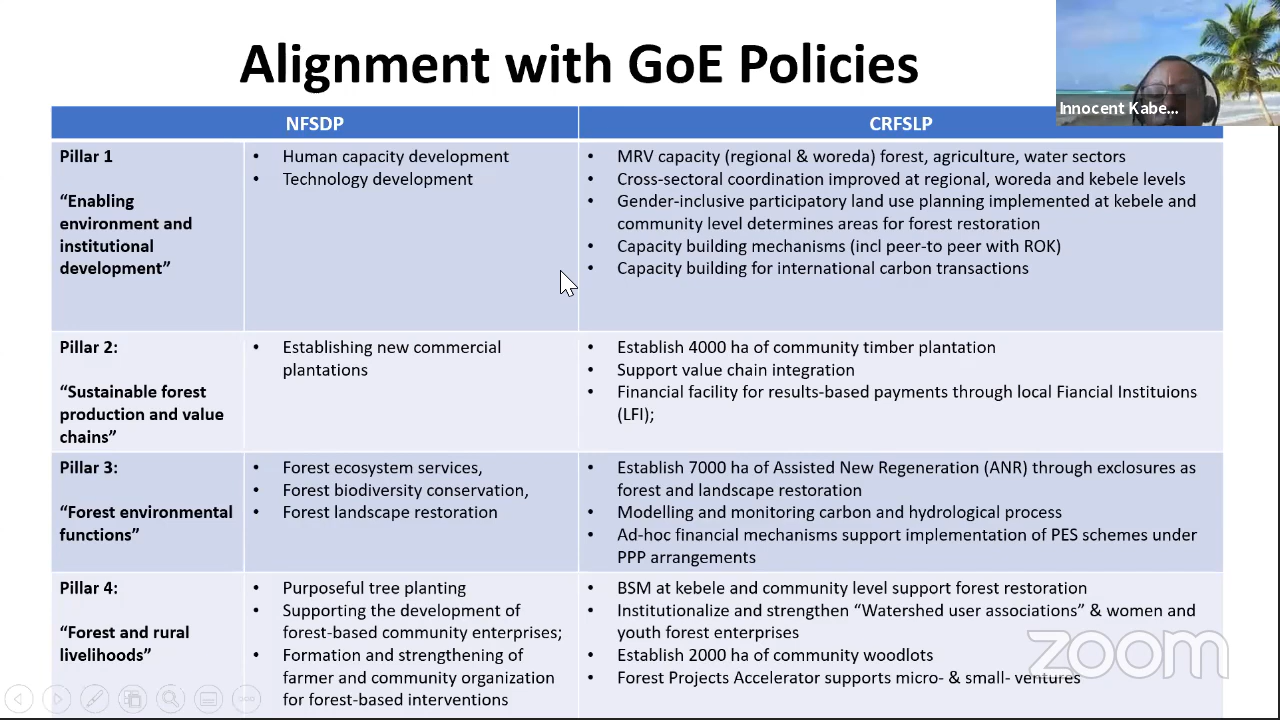 Alignment with GoE Policies
Innocent Kabe...
NFSDP
CRFSLP
Pillar 1
“Enabling
environment and
institutional
development”
• Human capacity development
• Technology development
• MRV capacity (regional & woreda) forest, agriculture, water sectors
• Cross-sectoral coordination improved at regional, woreda and kebele levels
• Gender-inclusive participatory land use planning implemented at kebele and
community level determines areas for forest restoration
• Capacity building mechanisms (incl peer-to peer with ROK)
• Capacity building for international carbon transactions
Pillar 2:
“Sustainable forest
production and value
chains”
• Establishing new commercial
plantations
• Establish 4000 ha of community timber plantation
• Support value chain integration
• Financial facility for results-based payments through local Fiancial Instituions
(LFI);
Pillar 3:
“Forest environmental
functions”
• Forest ecosystem services,
• Forest biodiversity conservation,
• Forest landscape restoration
• Establish 7000 ha of Assisted New Regeneration (ANR) through exclosures as
forest and landscape restoration
• Modelling and monitoring carbon and hydrological process
• Ad-hoc financial mechanisms support implementation of PES schemes under
PPP arrangements
Pillar 4:
“Forest and rural
livelihoods”
• Purposeful tree planting
• Supporting the development of
forest-based community enterprises;
• Formation and strengthening of
farmer and community organization
for forest-based interventions
• BSM at kebele and community level support forest restoration
• Institutionalize and strengthen “Watershed user associations” & women and
youth forest enterprises
• Establish 2000 ha of community woodlots
• Forest Projects Accelerator supports micro- & small- ventures
zoom